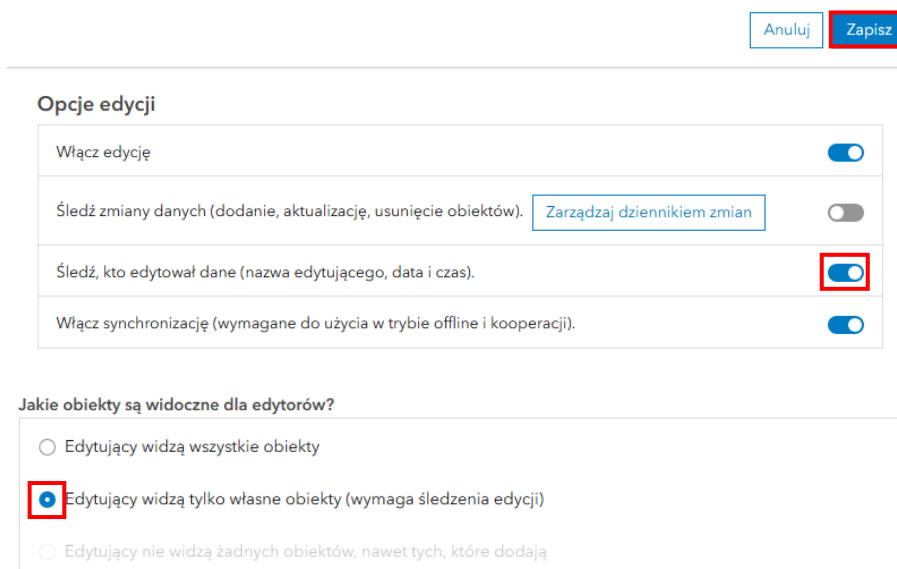 Anuluj Zapisz
Opcje edycji
Włącz edycję
Śledź zmiany danych (dodanie, aktualizację, usunięcie obiektów). Zarządzaj dziennikiem zmian
Śledź, kto edytował dane (nazwa edytującego, data i czas).
Włącz synchronizację (wymagane do użycia w trybie offline i kooperacji).
Jakie obiekty są widoczne dla edytorów?
Edytujący widzą wszystkie obiekty
Edytujący widzą tylko własne obiekty (wymaga śledzenia edycji)
Edytujący nie widzą żadnych obiektów, nawet tych, które dodają